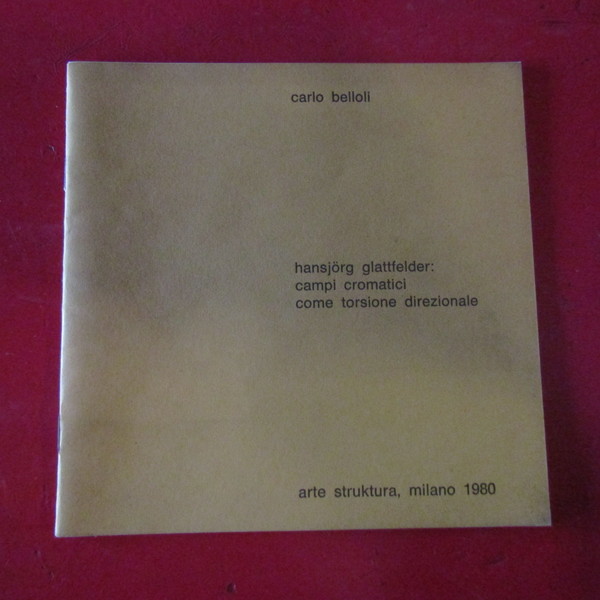 carlo belloli
hansjörg glattfelder:
campi cromatici
come torsione direzionale
arte struktura, milano 1980